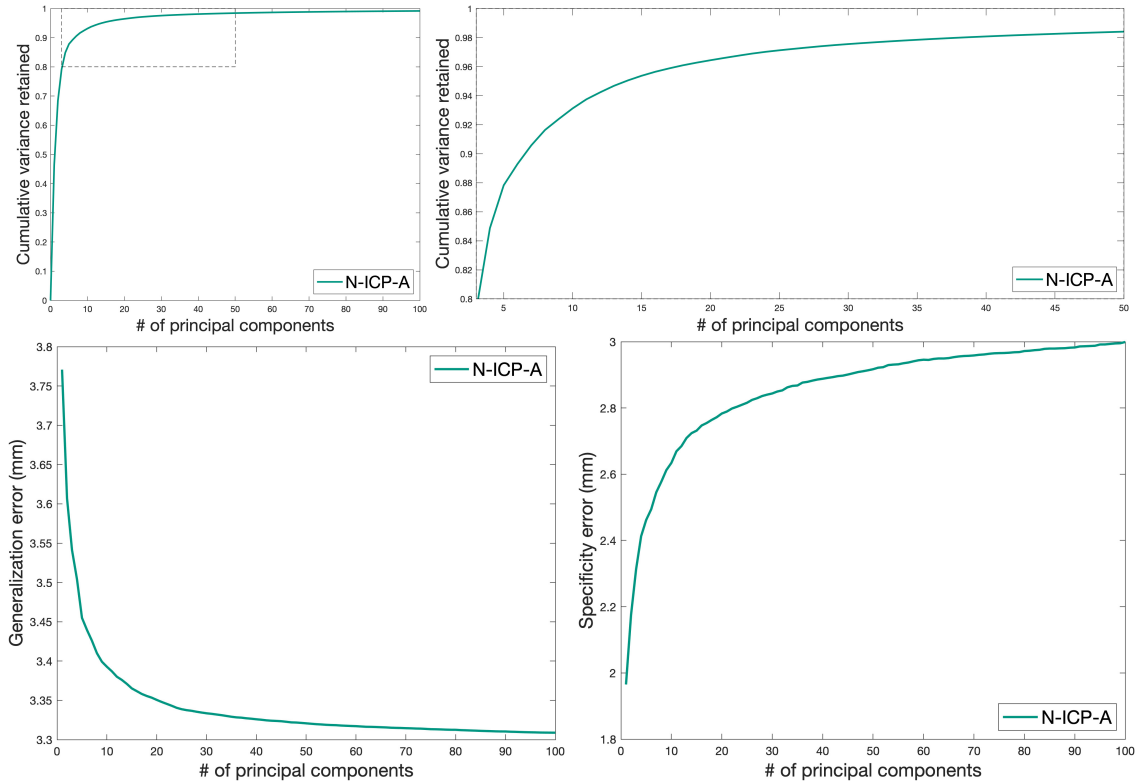 Cumulative variance retained
1
0.9
0.8
0.7
0.6
0.5
0.4
0.3
0.2
0.1
0
0 10 20 30 40 50 60 70 80 90 100
# of principal components
N-ICP-A
Cumulative variance retained
1
0.98
0.96
0.94
0.92
0.9
0.88
0.86
0.84
0.82
0.8
5 10 15 20 25 30 35 40 45 50
# of principal components
N-ICP-A
Generalization error (mm)
3.8
3.75
3.7
3.65
3.6
3.55
3.5
3.45
3.4
3.35
3.3
0 10 20 30 40 50 60 70 80 90 100
# of principal components
N-ICP-A
Specificity error (mm)
3
2.8
2.6
2.4
2.2
2
1.8
0 10 20 30 40 50 60 70 80 90 100
# of principal components
N-ICP-A